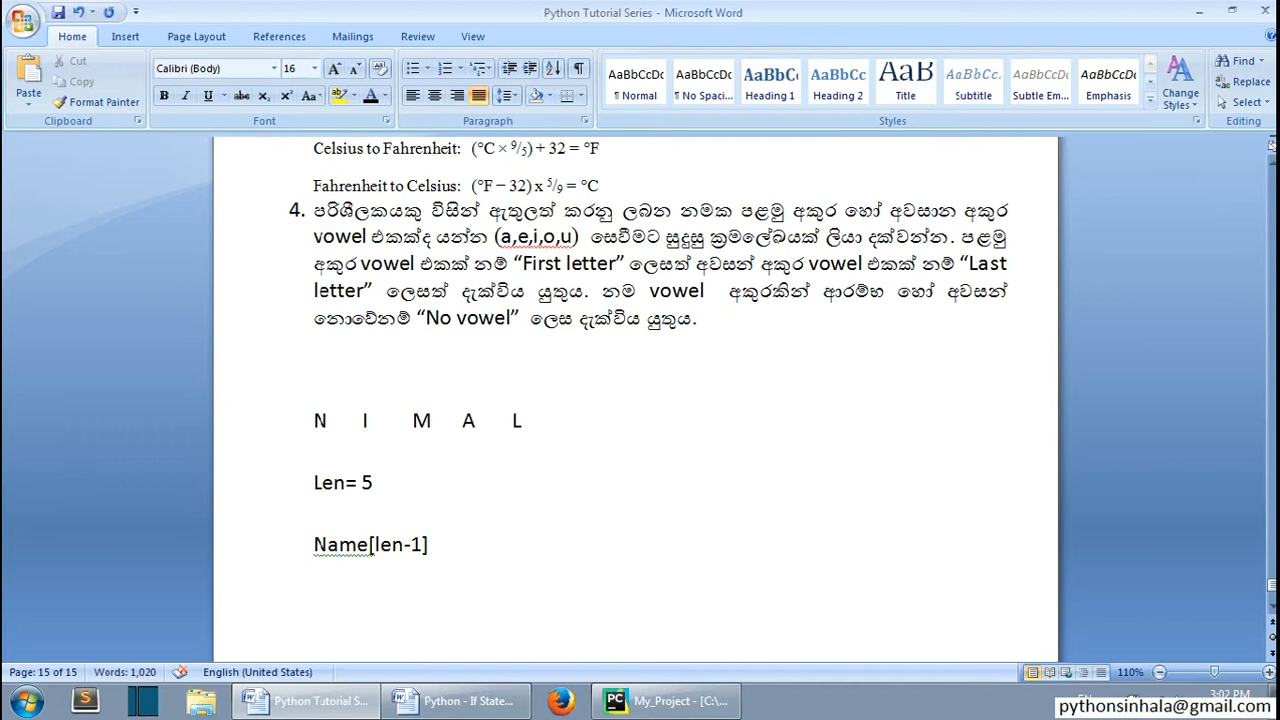 Python Tutorial Series - Microsoft Word
Home Insert Page Layout References Mailings Review View
Paste Cut Copy Format Painter
Calibri (Body) 16
AaBbCcDc AaBbCcDc AaBbC AaBbCc AaB AaBbCc. AaBbCcDc AaBbCcDc
¶ Normal ¶ No Spaci... Heading 1 Heading 2 Title Subtitle Subtle Em... Emphasis
Change Styles
Find Replace Select
Clipboard Font Paragraph Styles Editing
Celsius to Fahrenheit: (°C × 9/5) + 32 = °F
Fahrenheit to Celsius: (°F − 32) x 5/9 = °C
4. පරිශීලකයකු විසින් ඇතුලත් කරනු ලබන නමක පළමු අකුර හෝ අවසාන අකුර
vowel එකක්ද යන්න (a,e,i,o,u) සෙවීමට සුදුසු ක්‍රමලේඛයක් ලියා දක්වන්න. පළමු
අකුර vowel එකක් නම් “First letter” ලෙසත් අවසන් අකුර vowel එකක් නම් “Last
letter” ලෙසත් දැක්විය යුතුය. නම vowel අකුරකින් ආරම්භ හෝ අවසන්
නොවේනම් “No vowel” ලෙස දැක්විය යුතුය.
N I M A L
Len= 5
Name[len-1]
Page: 15 of 15 Words: 1,020 English (United States) 110%
Python Tutorial S... Python - If State... My_Project - [C:\... EN 3:02 PM
pythonsinhala@gmail.com